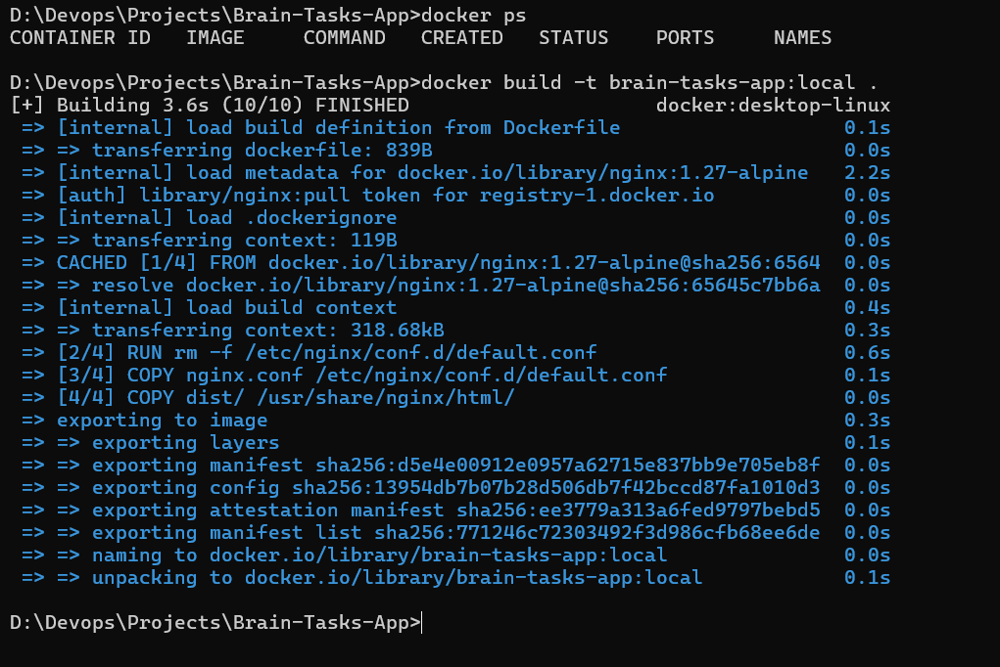 D:\Devops\Projects\Brain-Tasks-App>docker ps
CONTAINER ID   IMAGE     COMMAND   CREATED   STATUS    PORTS     NAMES
D:\Devops\Projects\Brain-Tasks-App>docker build -t brain-tasks-app:local .
[+] Building 3.6s (10/10) FINISHED                     docker:desktop-linux
 => [internal] load build definition from Dockerfile                   0.1s
 => => transferring dockerfile: 839B                                   0.0s
 => [internal] load metadata for docker.io/library/nginx:1.27-alpine   2.2s
 => [auth] library/nginx:pull token for registry-1.docker.io           0.0s
 => [internal] load .dockerignore                                      0.0s
 => => transferring context: 119B                                      0.0s
 => CACHED [1/4] FROM docker.io/library/nginx:1.27-alpine@sha256:6564  0.0s
 => => resolve docker.io/library/nginx:1.27-alpine@sha256:65645c7bb6a  0.0s
 => [internal] load build context                                      0.4s
 => => transferring context: 318.68kB                                  0.3s
 => [2/4] RUN rm -f /etc/nginx/conf.d/default.conf                     0.6s
 => [3/4] COPY nginx.conf /etc/nginx/conf.d/default.conf               0.1s
 => [4/4] COPY dist/ /usr/share/nginx/html/                            0.0s
 => exporting to image                                                 0.3s
 => => exporting layers                                                0.1s
 => => exporting manifest sha256:d5e4e00912e0957a62715e837bb9e705eb8f  0.0s
 => => exporting config sha256:13954db7b07b28d506db7f42bccd87fa1010d3  0.0s
 => => exporting attestation manifest sha256:ee3779a313a6fed9797bebd5  0.0s
 => => exporting manifest list sha256:771246c72303492f3d986cfb68ee6de  0.0s
 => => naming to docker.io/library/brain-tasks-app:local               0.0s
 => => unpacking to docker.io/library/brain-tasks-app:local            0.1s
D:\Devops\Projects\Brain-Tasks-App>